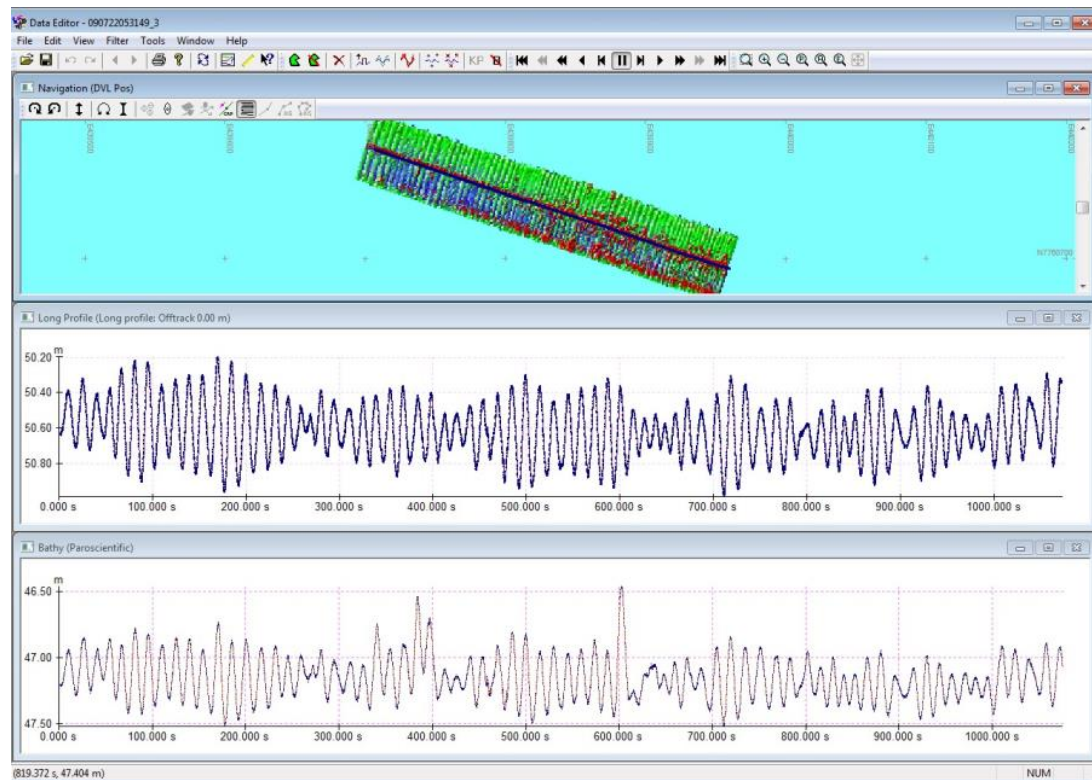 Data Editor - 090722053149_3
File Edit View Filter Tools Window Help
KP
Navigation (DVL Pos)
N7760700
Long Profile (Long profile: Offtrack 0.00 m)
m
50.20
50.40
50.60
50.80
0.000 s 100.000 s 200.000 s 300.000 s 400.000 s 500.000 s 600.000 s 700.000 s 800.000 s 900.000 s 1000.000 s
Bathy (Paroscientific)
m
46.50
47.00
47.50
0.000 s 100.000 s 200.000 s 300.000 s 400.000 s 500.000 s 600.000 s 700.000 s 800.000 s 900.000 s 1000.000 s
(819.372 s, 47.404 m) NUM